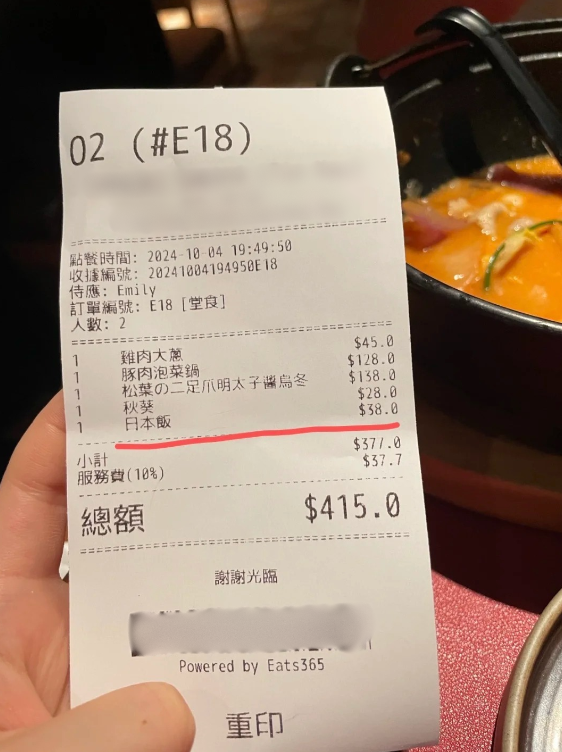 02 (#E18)
點餐時間: 2024-10-04 19:49:50
收據編號: 20241004194950E18
侍應: Emily
訂單編號: E18 [堂食]
人數: 2
1 雞肉大蔥 $45.0
1 豚肉泡菜鍋 $128.0
1 松葉の二足爪明太子醬烏冬 $138.0
1 秋葵 $28.0
1 日本飯 $38.0
小計 $377.0
服務費(10%) $37.7
總額 $415.0
謝謝光臨
Powered by Eats365
重印